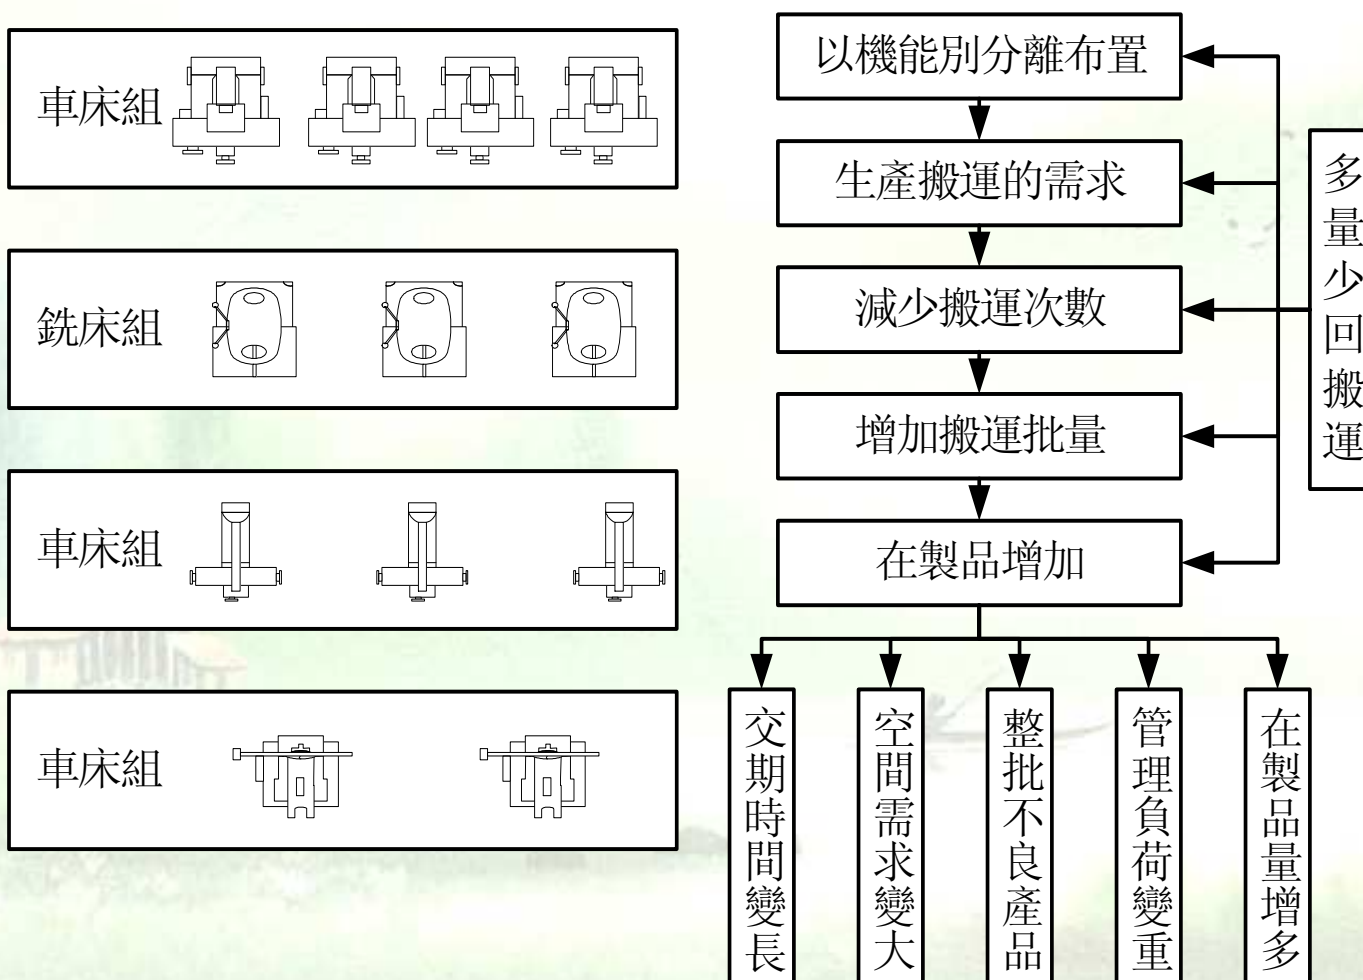 車床組
銑床組
車床組
車床組
以機能別分離布置
生產搬運的需求
減少搬運次數
增加搬運批量
在製品增加
多量少回搬運
交期時間變長
空間需求變大
整批不良產品
管理負荷變重
在製品量增多